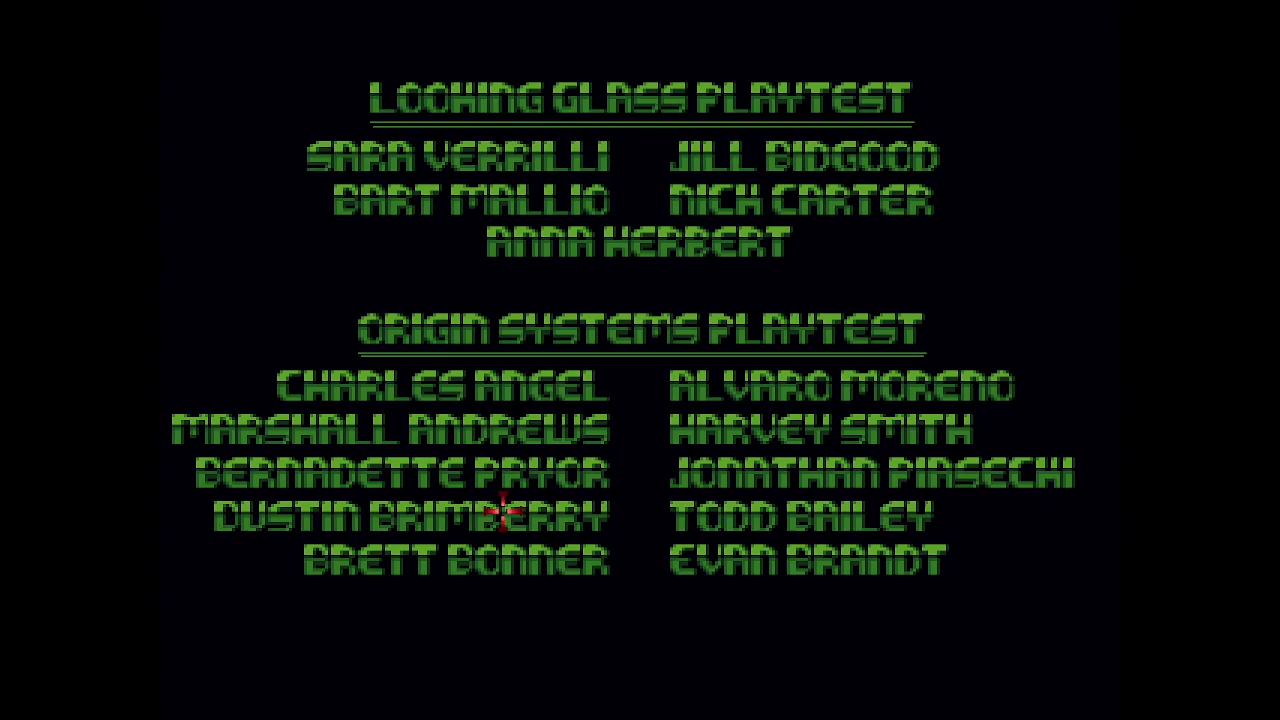 LOOKING GLASS PLAYTEST
SARA VERRILLI JILL BIDGOOD
BART MALLIO NICK CARTER
ANNA HERBERT
ORIGIN SYSTEMS PLAYTEST
CHARLES ANGEL ALVARO MORENO
MARSHALL ANDREWS HARVEY SMITH
BERNADETTE PRYOR JONATHAN PIASECKI
DUSTIN BRIMBERRY TODD BAILEY
BRETT BONNER EVAN BRANDT